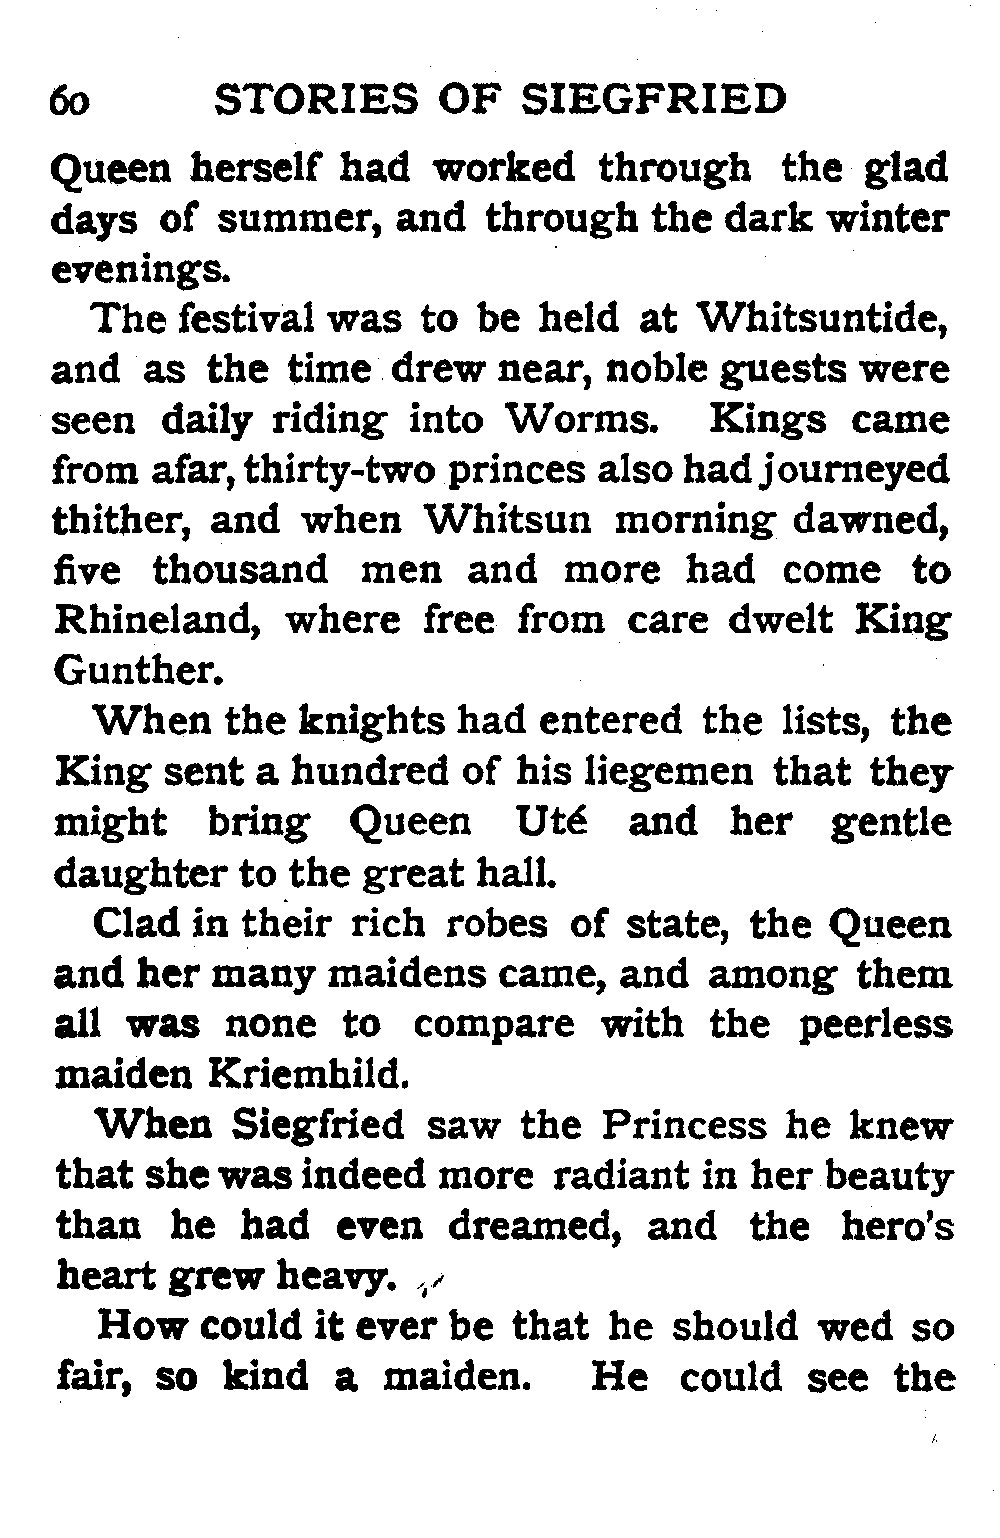 60 STORIES OF SIEGFRIED
Queen herself had worked through the glad
days of summer, and through the dark winter
evenings.
The festival was to be held at Whitsuntide,
and as the time drew near, noble guests were
seen daily riding into Worms. Kings came
from afar, thirty-two princes also had journeyed
thither, and when Whitsun morning dawned,
five thousand men and more had come to
Rhineland, where free from care dwelt King
Gunther.
When the knights had entered the lists, the
King sent a hundred of his liegemen that they
might bring Queen Uté and her gentle
daughter to the great hall.
Clad in their rich robes of state, the Queen
and her many maidens came, and among them
all was none to compare with the peerless
maiden Kriemhild.
When Siegfried saw the Princess he knew
that she was indeed more radiant in her beauty
than he had even dreamed, and the hero's
heart grew heavy.
How could it ever be that he should wed so
fair, so kind a maiden. He could see the